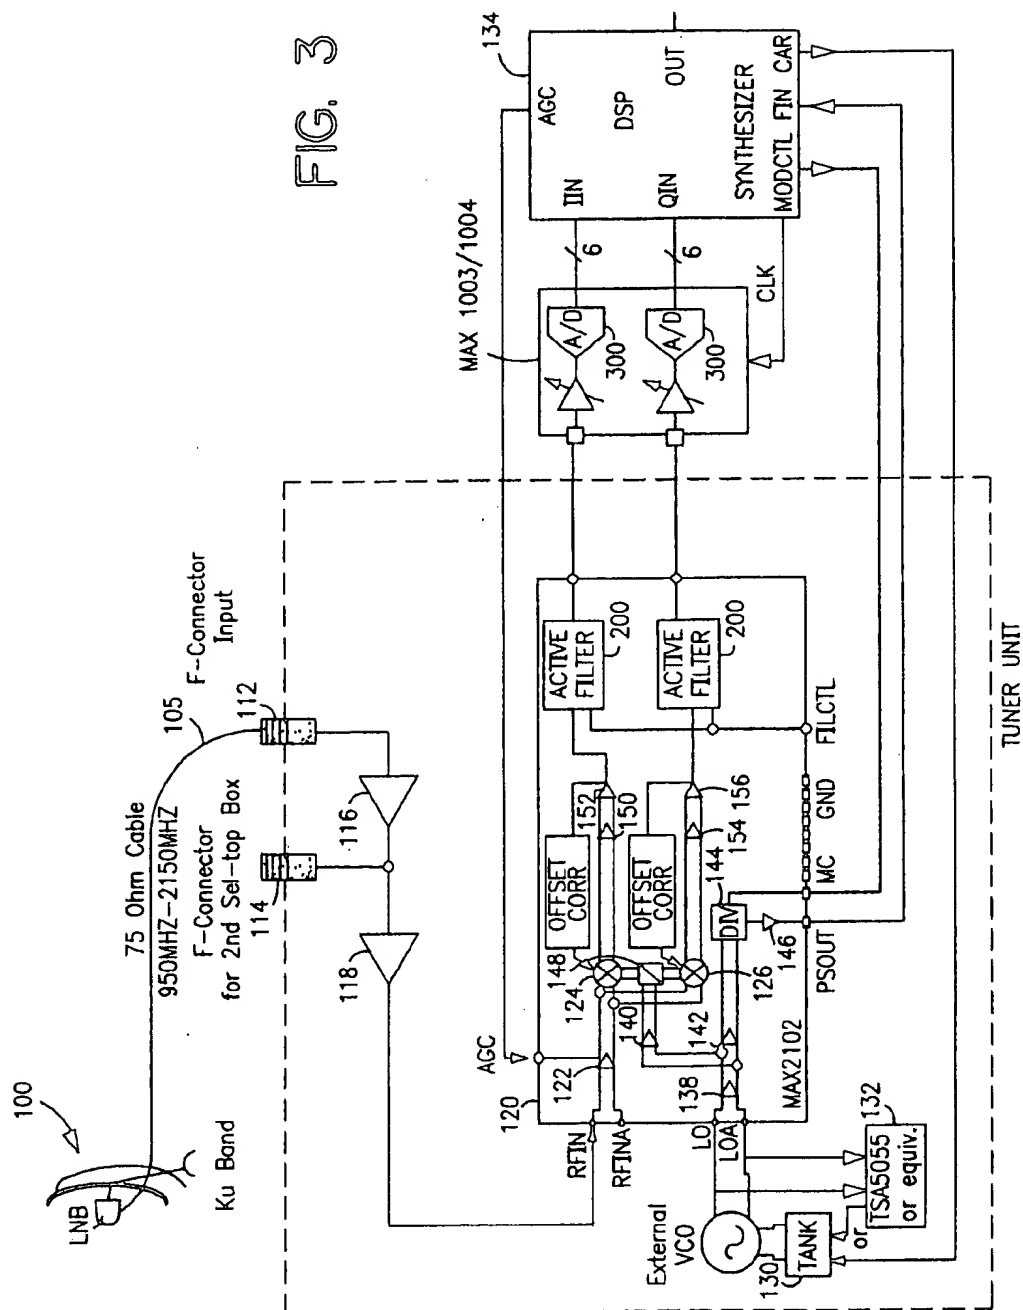 FIG. 3
100
LNB
Ku Band
75 Ohm Cable
950MHZ-2150MHZ
105
F-Connector
Input
112
F-Connector
for 2nd Sel-top Box
114
116
118
AGC
120
RFIN
RFINA
122
124
148
OFFSET
CORR
152
150
ACTIVE
FILTER
200
OFFSET
CORR
140
126
154
156
ACTIVE
FILTER
200
LO
LOA
138
142
144
DIV
146
MAX2102
PSOUT
MC
GND
FILCTL
External
VCO
130
TANK
or
TSA5055
or equiv.
132
TUNER UNIT
MAX 1003/1004
A/D
300
A/D
300
6
6
CLK
134
AGC
IIN
QIN
DSP
OUT
SYNTHESIZER
MODCTL
FIN
CAR